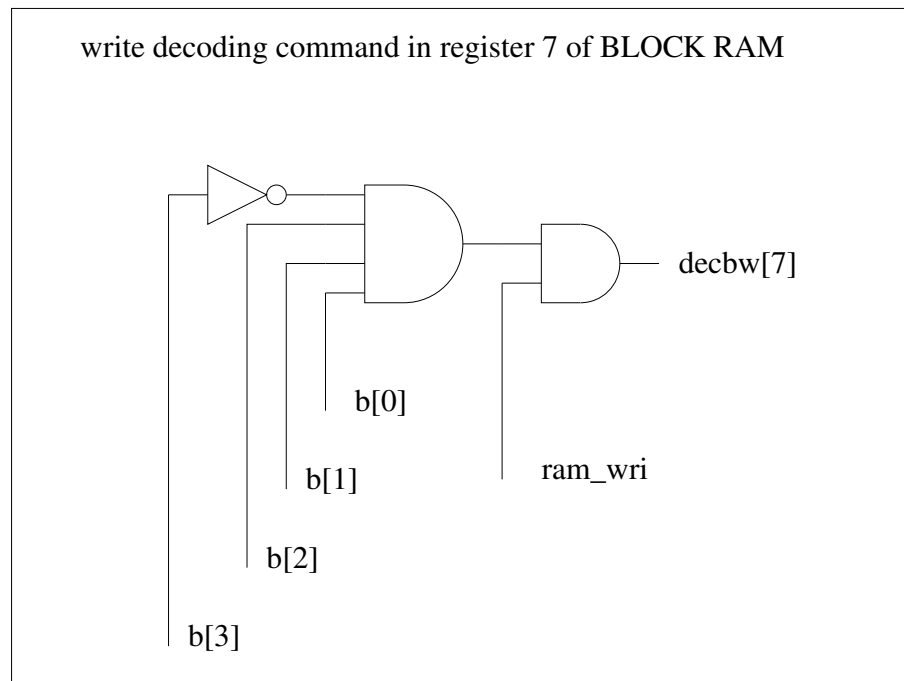 write decoding command in register 7 of BLOCK RAM
decbw[7]
b[0]
ram_wri
b[1]
b[2]
b[3]